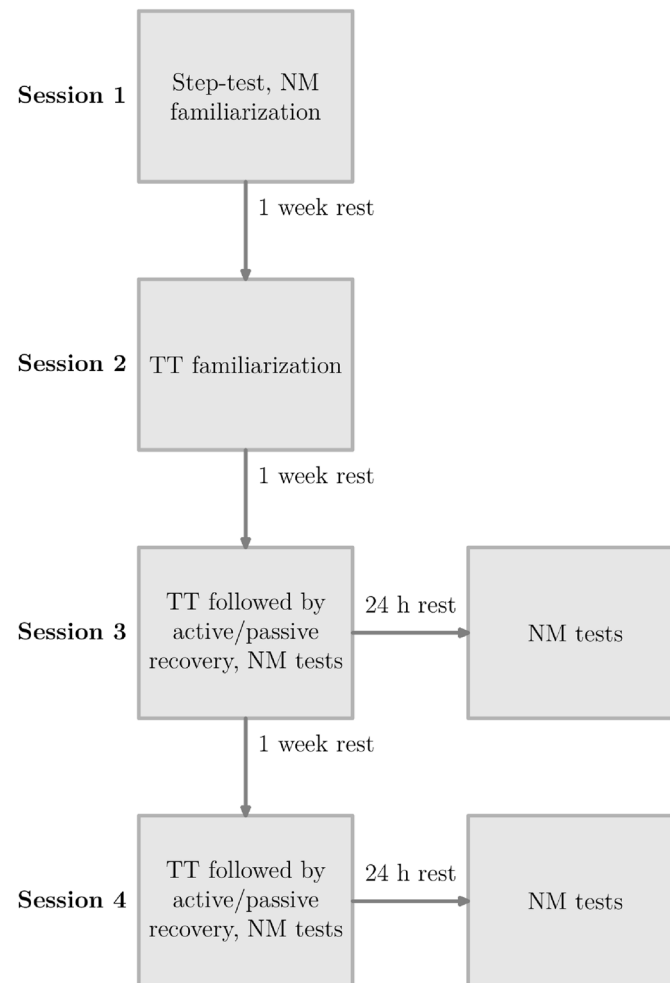 Session 1
Step-test, NM
familiarization
1 week rest
Session 2
TT familiarization
1 week rest
Session 3
TT followed by
active/passive
recovery, NM tests
24 h rest
NM tests
1 week rest
Session 4
TT followed by
active/passive
recovery, NM tests
24 h rest
NM tests